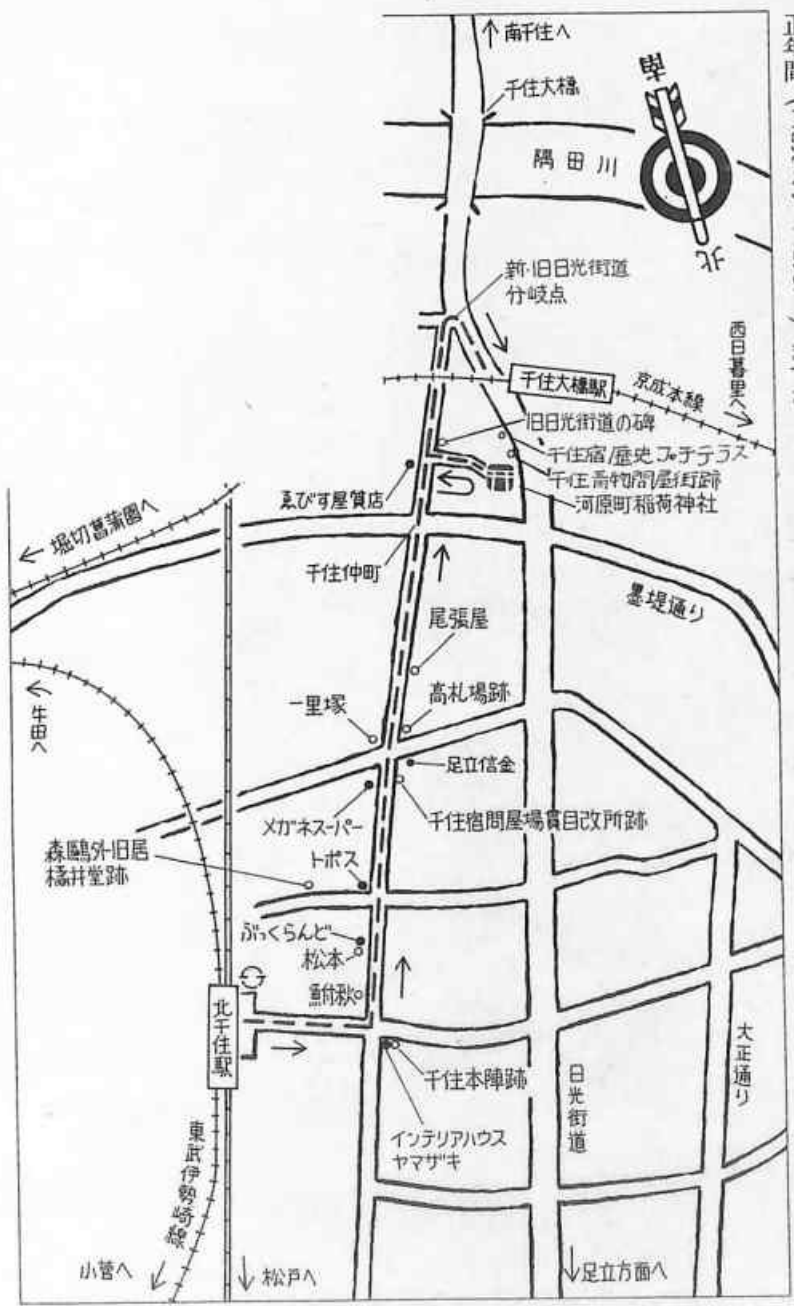 南千住へ
千住大橋
隅田川
南
北
新・旧日光街道
分岐点
西日暮里へ
千住大橋駅
京成本線
旧日光街道の碑
千住宿歴史プチテラス
千住青物問屋街跡
河原町稲荷神社
ゑびす屋質店
堀切菖蒲園へ
千住仲町
墨堤通り
尾張屋
高札場跡
一里塚
牛田へ
足立信金
メガネスーパー
千住宿問屋場貫目改所跡
森鷗外旧居
橘井堂跡
トポス
ぶっくらんど
松本
鮒秋
北千住駅
千住本陣跡
インテリアハウス
ヤマザキ
日光街道
大正通り
東武伊勢崎線
小菅へ
松戸へ
足立方面へ